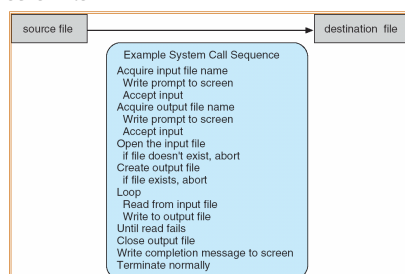 source file
destination file
Example System Call Sequence
Acquire input file name
Write prompt to screen
Accept input
Acquire output file name
Write prompt to screen
Accept input
Open the input file
if file doesn't exist, abort
Create output file
if file exists, abort
Loop
Read from input file
Write to output file
Until read fails
Close output file
Write completion message to screen
Terminate normally